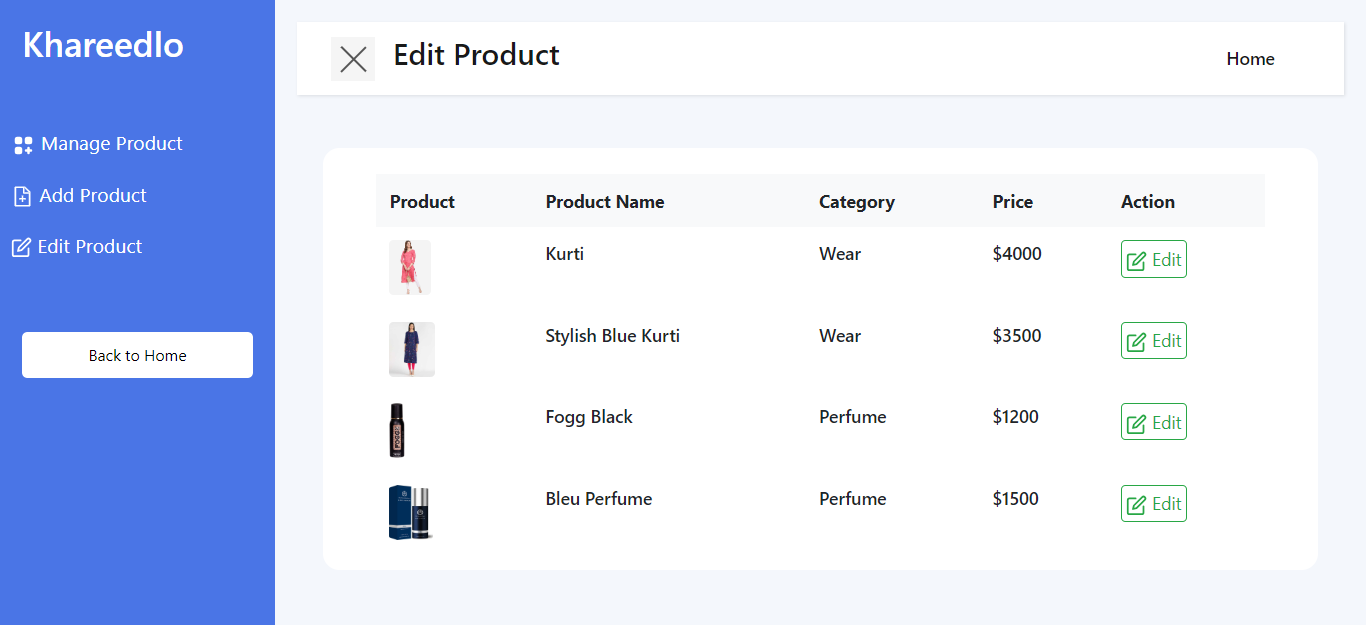 Khareedlo
Manage Product
Add Product
Edit Product
Back to Home
Edit Product
Home
Product Product Name Category Price Action
Kurti Wear $4000 Edit
Stylish Blue Kurti Wear $3500 Edit
FOGG
Fogg Black Perfume $1200 Edit
Bleu Perfume Perfume $1500 Edit